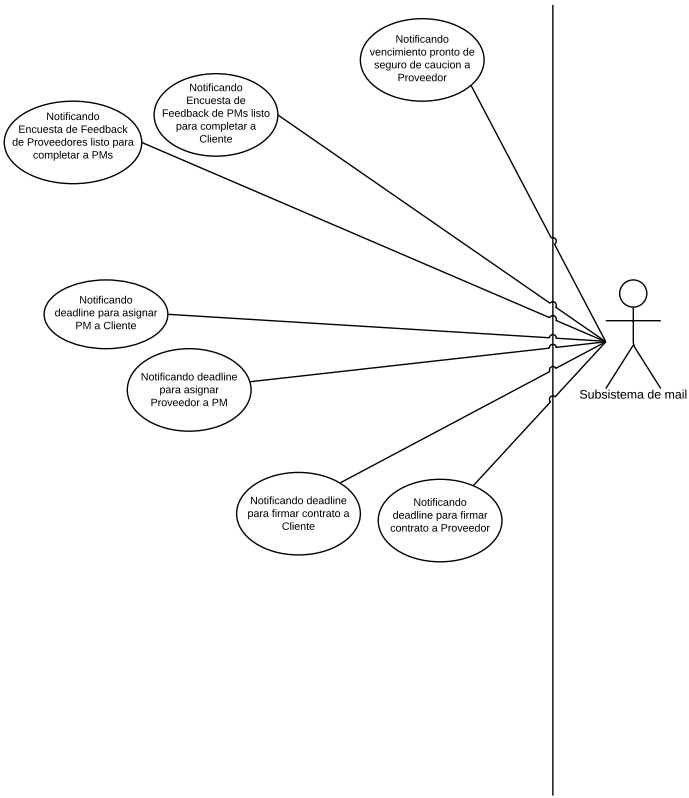 Notificando
vencimiento pronto de
seguro de caucion a
Proveedor
Notificando
Encuesta de
Feedback de PMs listo
para completar a
Cliente
Notificando
Encuesta de Feedback
de Proveedores listo para
completar a PMs
Notificando
deadline para asignar
PM a Cliente
Notificando deadline
para asignar
Proveedor a PM
Subsistema de mail
Notificando deadline
para firmar contrato a
Cliente
Notificando
deadline para firmar
contrato a Proveedor